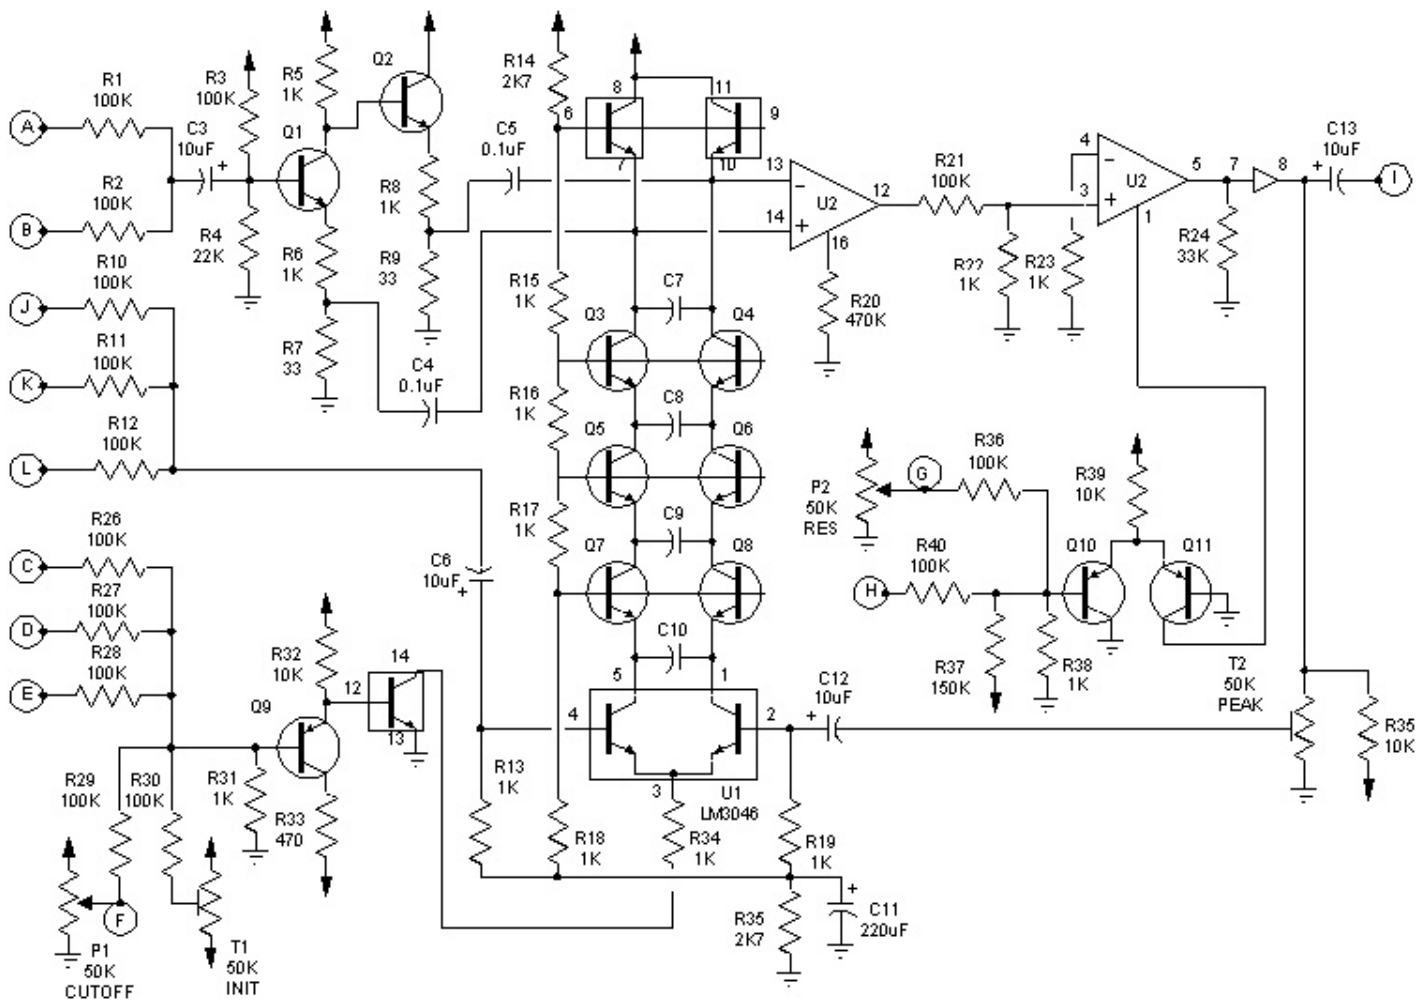 R1
100K
A
R2
100K
B
C3
10uF
+
R3
100K
R4
22K
R5
1K
Q1
R6
1K
R7
33
Q2
R8
1K
R9
33
C5
0.1uF
C4
0.1uF
R10
100K
J
R11
100K
K
R12
100K
L
R14
2K7
6
8
7
11
9
10
13
14
-
+
U2
12
16
R20
470K
R21
100K
R22
1K
R23
1K
4
3
-
+
U2
5
1
7
8
R24
33K
+
C13
10uF
I
R15
1K
R16
1K
R17
1K
C7
Q3
Q4
C8
Q5
Q6
C9
Q7
Q8
C10
5
1
4
2
3
U1
LM3046
C6
10uF
+
R26
100K
C
R27
100K
D
R28
100K
E
R29
100K
R30
100K
R31
1K
Q9
R32
10K
R33
470
12
14
13
P1
50K
CUTOFF
F
T1
50K
INIT
R13
1K
R18
1K
R34
1K
R19
1K
R35
2K7
+
C11
220uF
C12
10uF
+
P2
50K
RES
G
R36
100K
R40
100K
H
R37
150K
R38
1K
R39
10K
Q10
Q11
T2
50K
PEAK
R35
10K